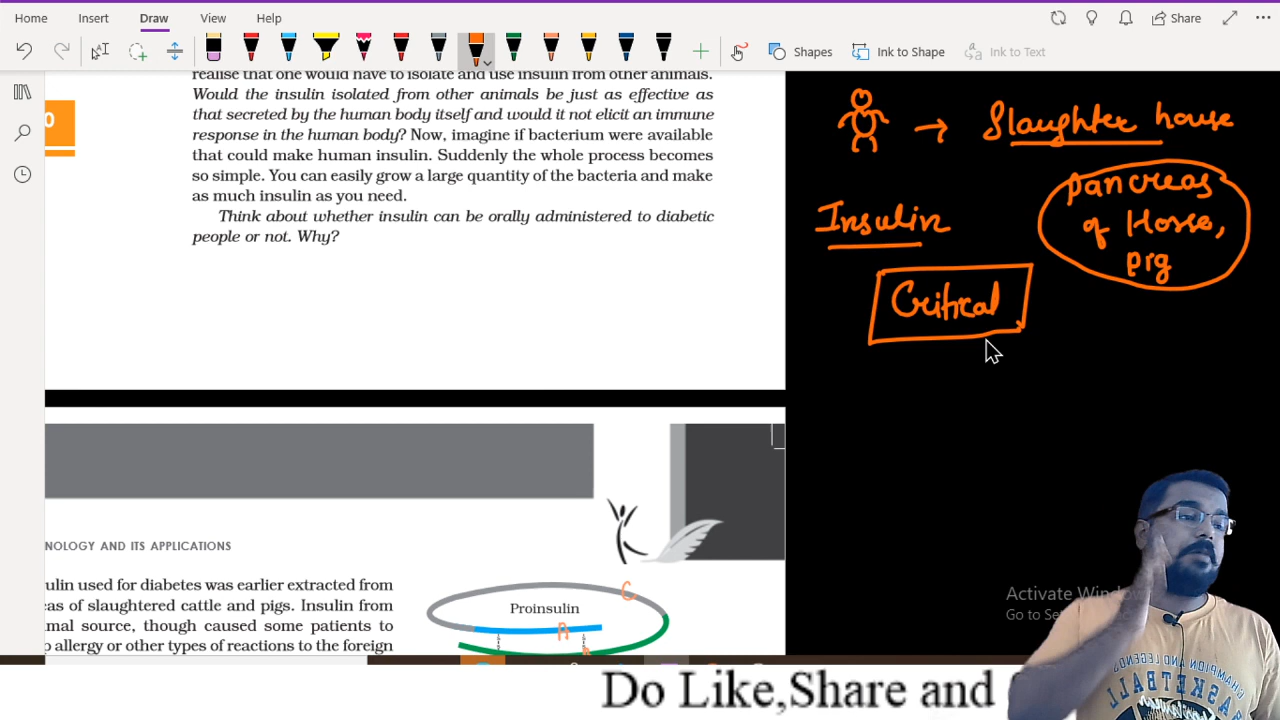 Home Insert Draw View Help Share
Shapes Ink to Shape Ink to Text
realise that one would have to isolate and use insulin from other animals.
Would the insulin isolated from other animals be just as effective as
that secreted by the human body itself and would it not elicit an immune
response in the human body? Now, imagine if bacterium were available
that could make human insulin. Suddenly the whole process becomes
so simple. You can easily grow a large quantity of the bacteria and make
as much insulin as you need.
Think about whether insulin can be orally administered to diabetic
people or not. Why?
0
Slaughter house
Insulin
pancreas
of Horse,
pig
Critical
NOLOGY AND ITS APPLICATIONS
ulin used for diabetes was earlier extracted from
eas of slaughtered cattle and pigs. Insulin from
mal source, though caused some patients to
p allergy or other types of reactions to the foreign
C
Proinsulin
A
Activate Windo
Go to Se
CHAMPION AND LEGEND
BASKETBALL
Do Like,Share and